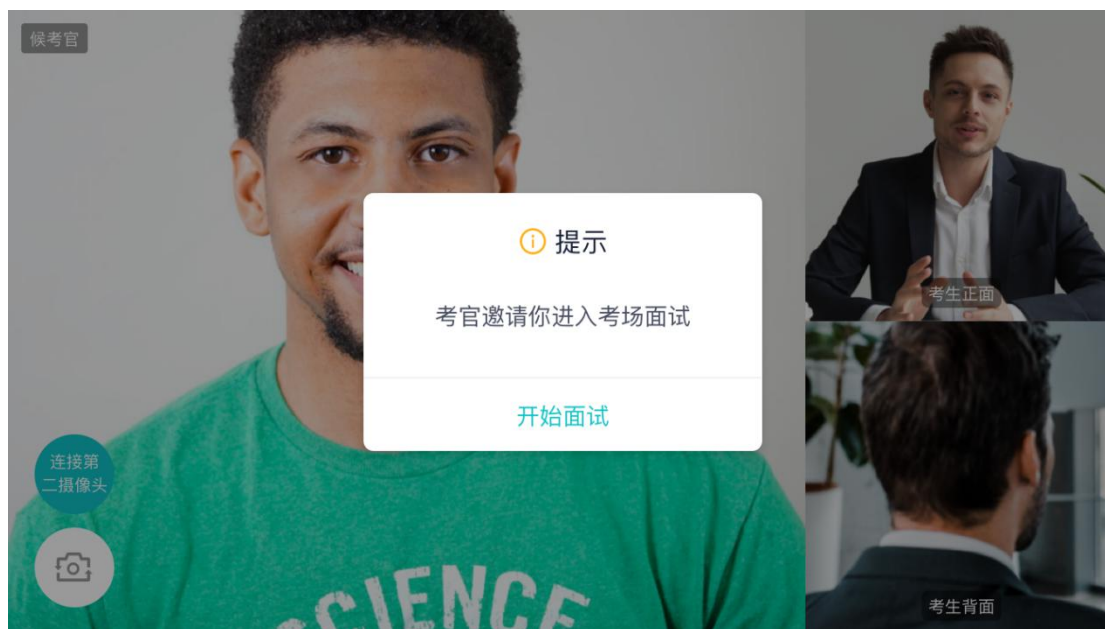 候考官
提示
考官邀请你进入考场面试
开始面试
连接第
二摄像头
考生正面
考生背面
SCIENCE